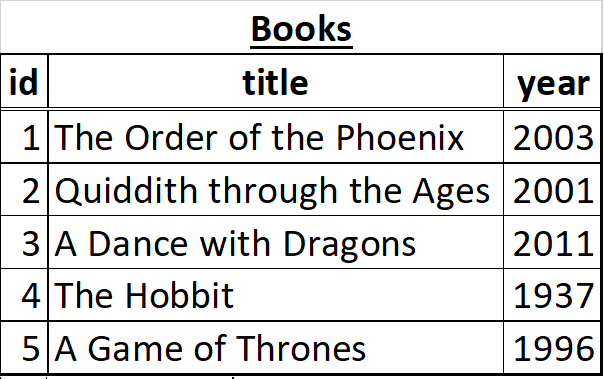 Books
id title year
1 The Order of the Phoenix 2003
2 Quiddith through the Ages 2001
3 A Dance with Dragons 2011
4 The Hobbit 1937
5 A Game of Thrones 1996